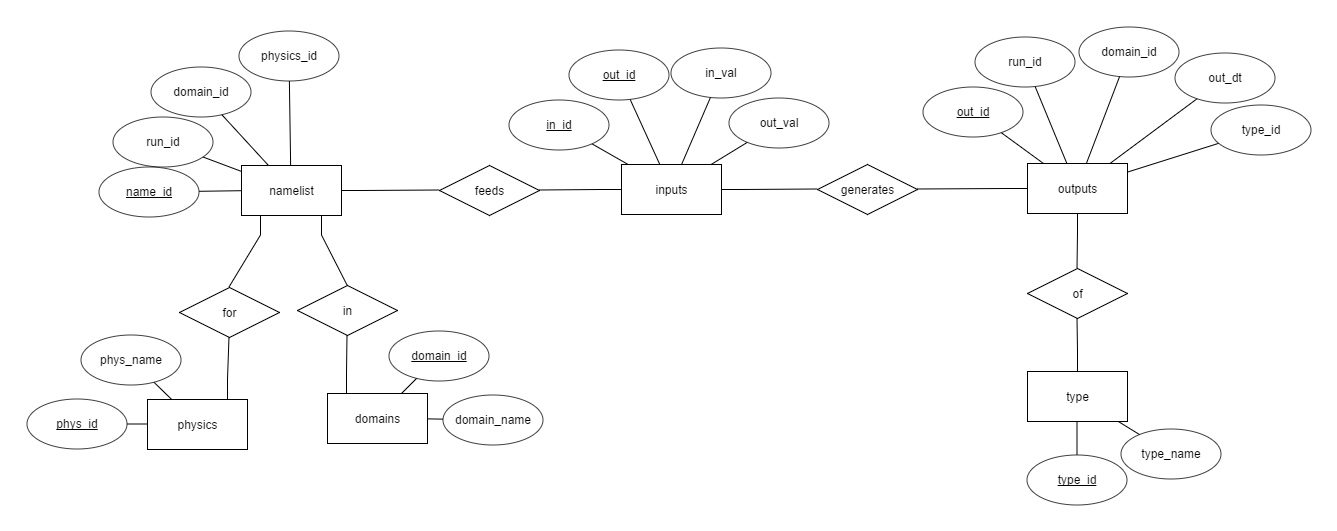 physics_id
domain_id
run_id
name_id
namelist
feeds
in_id
out_id
in_val
out_val
inputs
generates
out_id
run_id
domain_id
out_dt
type_id
outputs
for
in
of
phys_name
phys_id
physics
domain_id
domain_name
domains
type
type_name
type_id